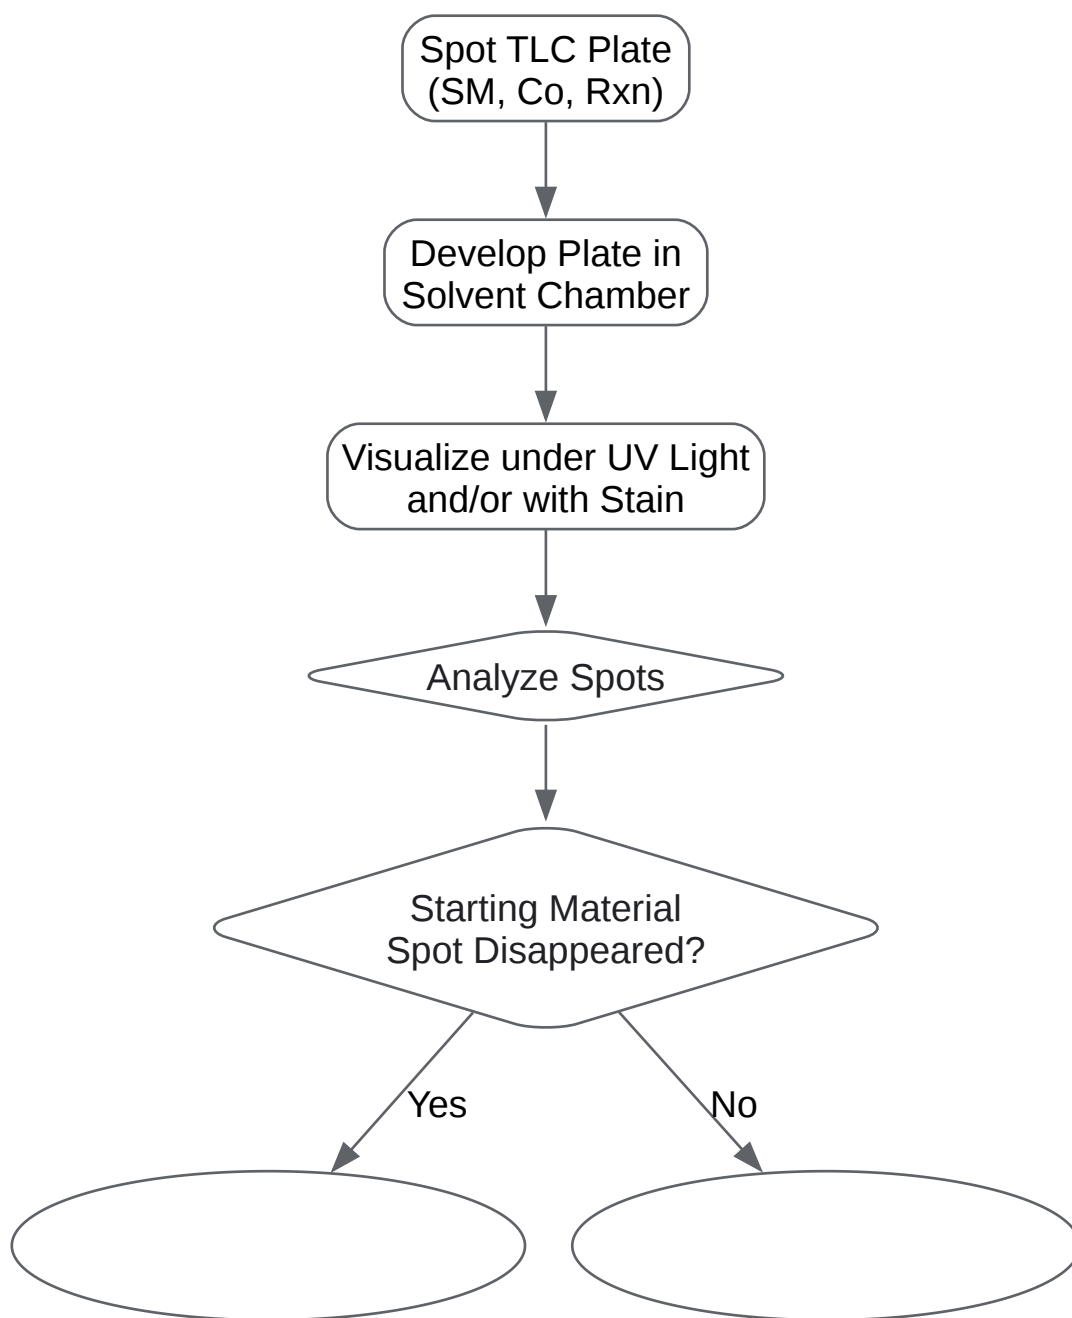 Spot TLC Plate
(SM, Co, Rxn)
Develop Plate in
Solvent Chamber
Visualize under UV Light
and/or with Stain
Analyze Spots
Starting Material
Spot Disappeared?
Yes
No